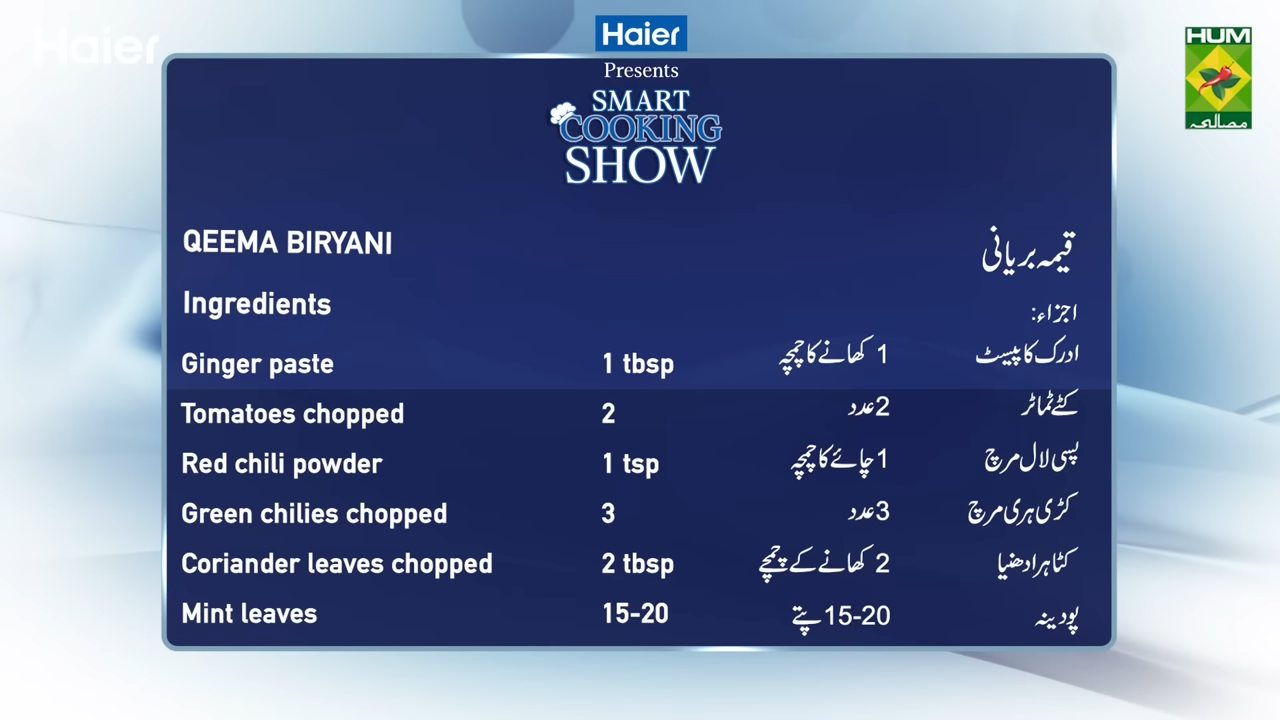 Haier
Haier
Presents
SMART
COOKING
SHOW
HUM
مصالحہ
QEEMA BIRYANI قیمہ بریانی
Ingredients اجزاء:
Ginger paste 1 tbsp 1 کھانے کا چمچہ ادرک کا پیسٹ
Tomatoes chopped 2 2عدد کٹے ٹماٹر
Red chili powder 1 tsp 1 چائے کا چمچہ پسی لال مرچ
Green chilies chopped 3 3عدد کٹری ہری مرچ
Coriander leaves chopped 2 tbsp 2 کھانے کے چمچے کٹا ہرا دھنیا
Mint leaves 15-20 15-20پتے پودینہ